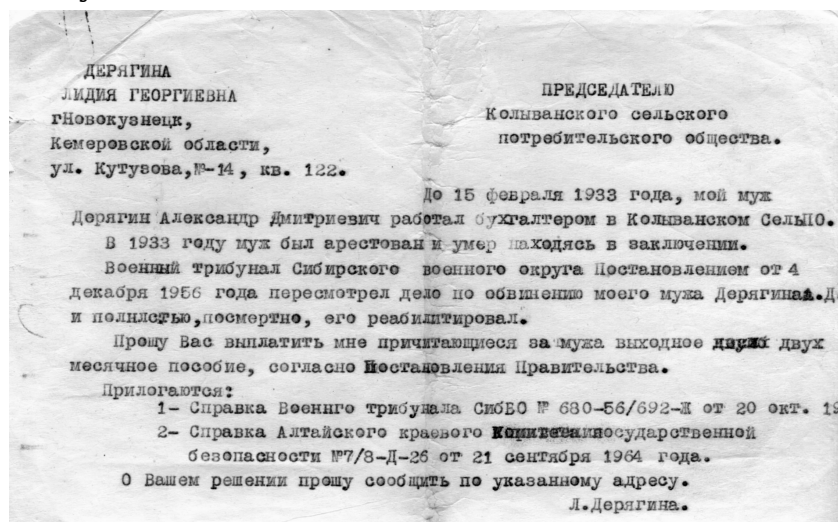 ДЕРЯГИНА
ЛИДИЯ ГЕОРГИЕВНА
гНовокузнецк,
Кемеровской области,
ул. Кутузова,№-14, кв. 122.
ПРЕДСЕДАТЕЛЮ
Колыванского сельского
потребительского общества.
До 15 февраля 1933 года, мой муж
Дерягин Александр Дмитриевич работал бухгалтером в Колыванском СельПО.
В 1933 году муж был арестован и умер находясь в заключении.
Военный трибунал Сибирского военного округа Постановлением от 4
декабря 1956 года пересмотрел дело по обвинению моего мужа ДерягинаА.Д
и полнлстью,посмертно, его реабилитировал.
Прошу Вас выплатить мне причитающиеся за мужа выходное двух
месячное пособие, согласно Постановления Правительства.
Прилогаются:
1- Справка Военнго трибунала СибВО № 680-56/692-Ж от 20 окт. 19
2- Справка Алтайского краевого государственной
безопасности №7/8-Д-26 от 21 сентября 1964 года.
О Вашем решении прошу сообщить по указанному адресу.
Л.Дерягина.